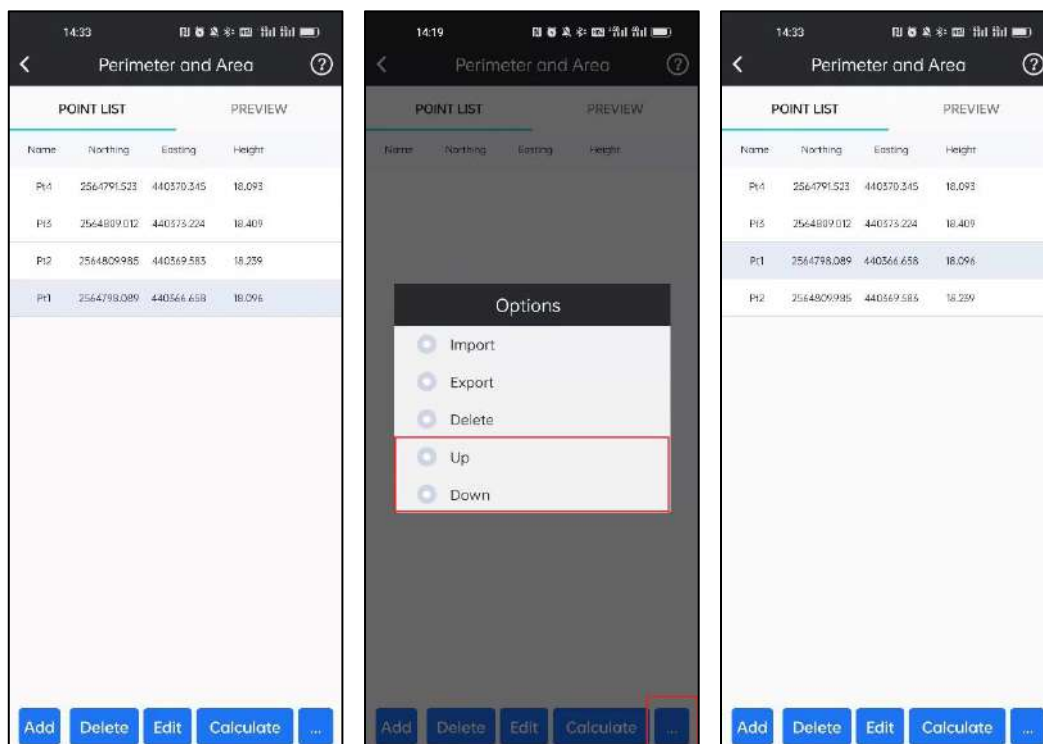 14:33
Perimeter and Area
POINT LIST PREVIEW
Name Northing Easting Height
Pt4 2564791.523 440370.345 18.093
Pt3 2564809.012 440373.224 18.409
Pt2 2564809.985 440369.583 18.239
Pt1 2564798.089 440366.658 18.096
Add Delete Edit Calculate ...
14:19
Perimeter and Area
POINT LIST PREVIEW
Name Northing Easting Height
Options
Import
Export
Delete
Up
Down
Add Delete Edit Calculate ...
14:33
Perimeter and Area
POINT LIST PREVIEW
Name Northing Easting Height
Pt4 2564791.523 440370.345 18.093
Pt3 2564809.012 440373.224 18.409
Pt1 2564798.089 440366.658 18.096
Pt2 2564809.985 440369.583 18.239
Add Delete Edit Calculate ...